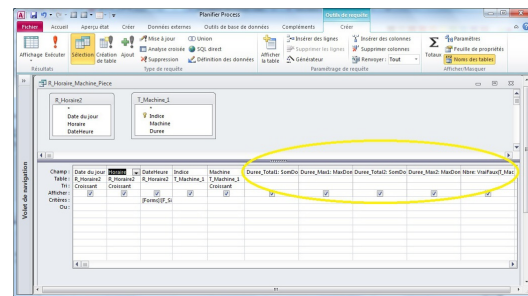 Planifier Process
Outils de requête
Fichier Accueil Aperçu état Créer Données externes Outils de base de données Compléments Créer
Affichage Exécuter
Sélection Création de table Ajout
Mise à jour
Analyse croisée
Suppression
Union
SQL direct
Définition des données
Afficher la table
Insérer des lignes
Supprimer les lignes
Générateur
Insérer des colonnes
Supprimer colonnes
Renvoyer : Tout
Totaux
Paramètres
Feuille de propriétés
Noms des tables
Résultats Type de requête Paramétrage de requête Afficher/Masquer
R_Horaire_Machine_Piece
R_Horaire2
*
Date du jour
Horaire
DateHeure
T_Machine_1
*
Indice
Machine
Duree
Volet de navigation
Champ : Date du jour Horaire DateHeure Indice Machine Duree_Total1: SomDo Duree_Max1: MaxDon Duree_Total2: SomDo Duree_Max2: MaxDon Nbre: VraiFaux(T_Mac
Table : R_Horaire2 R_Horaire2 R_Horaire2 T_Machine_1 T_Machine_1
Tri : Croissant Croissant Croissant
Afficher :
Critères : [Forms]![F_Si
Ou :